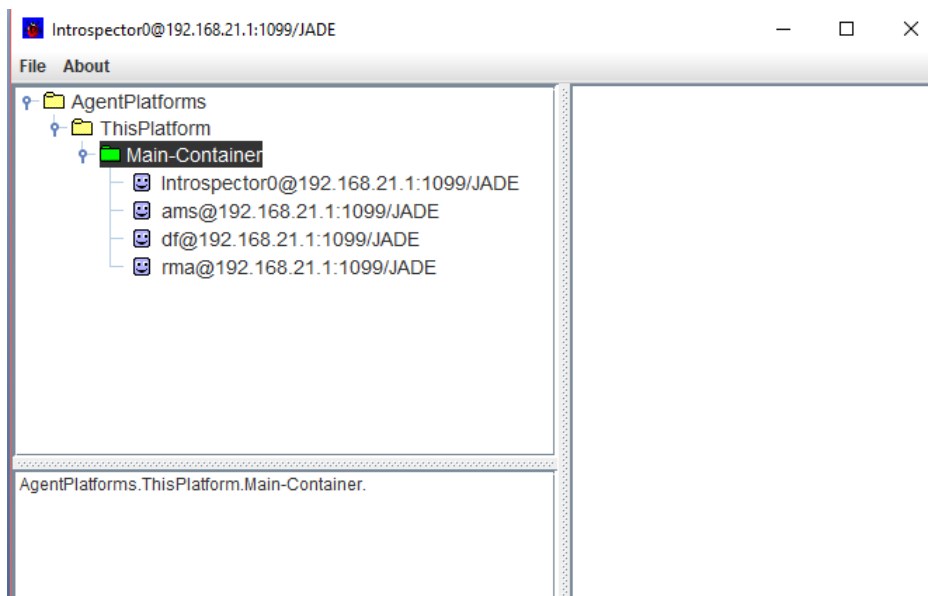 Introspector0@192.168.21.1:1099/JADE
File About
AgentPlatforms
ThisPlatform
Main-Container
Introspector0@192.168.21.1:1099/JADE
ams@192.168.21.1:1099/JADE
df@192.168.21.1:1099/JADE
rma@192.168.21.1:1099/JADE
AgentPlatforms.ThisPlatform.Main-Container.